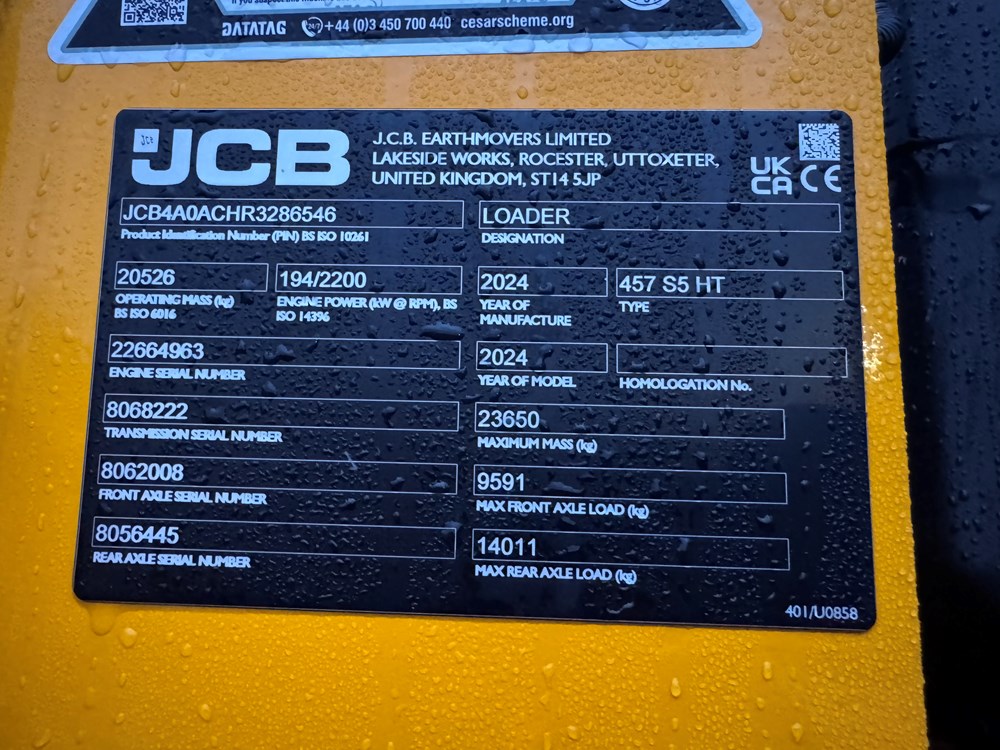 DATATAG 24/7 +44 (0)3 450 700 440 cesarscheme.org
JCB
J.C.B. EARTHMOVERS LIMITED
LAKESIDE WORKS, ROCESTER, UTTOXETER,
UNITED KINGDOM, ST14 5JP
UK
CA CE
JCB4A0ACHR3286546 LOADER
Product Identification Number (PIN) BS ISO 10261 DESIGNATION
20526 194/2200 2024 457 S5 HT
OPERATING MASS (kg) ENGINE POWER (kW @ RPM), BS YEAR OF TYPE
BS ISO 6016 ISO 14396 MANUFACTURE
22664963 2024
ENGINE SERIAL NUMBER YEAR OF MODEL HOMOLOGATION No.
8068222 23650
TRANSMISSION SERIAL NUMBER MAXIMUM MASS (kg)
8062008 9591
FRONT AXLE SERIAL NUMBER MAX FRONT AXLE LOAD (kg)
8056445 14011
REAR AXLE SERIAL NUMBER MAX REAR AXLE LOAD (kg)
401/U0858